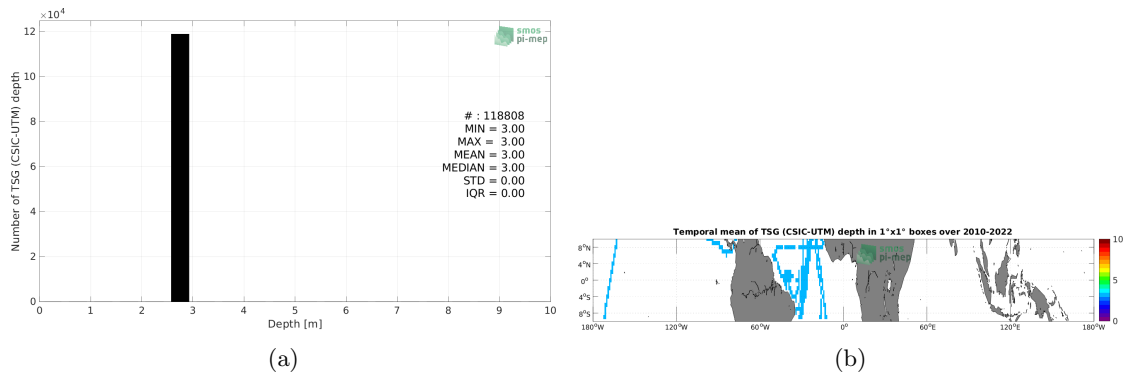 ×10⁴
12
10
8
6
4
2
0
Number of TSG (CSIC-UTM) depth
0 1 2 3 4 5 6 7 8 9 10
Depth [m]
smos
pi-mep
# : 118808
MIN = 3.00
MAX = 3.00
MEAN = 3.00
MEDIAN = 3.00
STD = 0.00
IQR = 0.00
(a)
Temporal mean of TSG (CSIC-UTM) depth in 1°x1° boxes over 2010-2022
8°N
4°N
0°
4°S
8°S
180°W 120°W 60°W 0° 60°E 120°E 180°W
smos
pi-mep
10
5
0
(b)